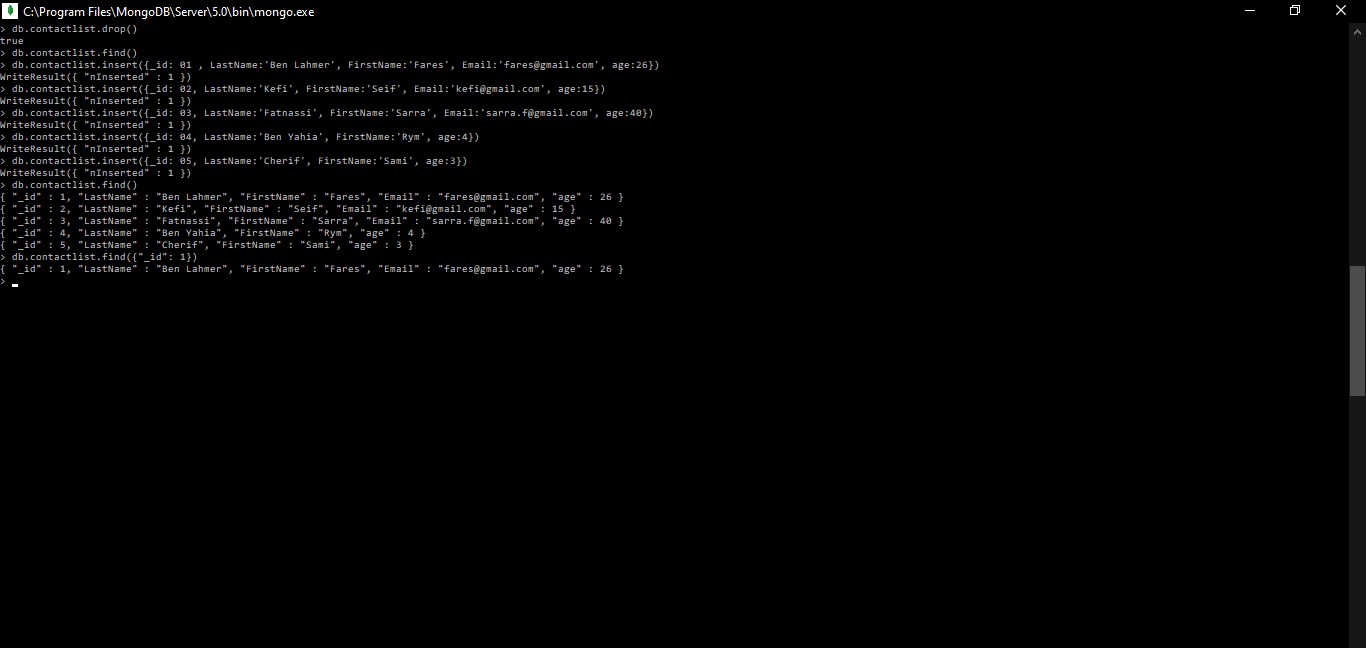 C:\Program Files\MongoDB\Server\5.0\bin\mongo.exe
> db.contactlist.drop()
true
> db.contactlist.find()
> db.contactlist.insert({_id: 01 , LastName:'Ben Lahmer', FirstName:'Fares', Email:'fares@gmail.com', age:26})
WriteResult({ "nInserted" : 1 })
> db.contactlist.insert({_id: 02, LastName:'Kefi', FirstName:'Seif', Email:'kefi@gmail.com', age:15})
WriteResult({ "nInserted" : 1 })
> db.contactlist.insert({_id: 03, LastName:'Fatnassi', FirstName:'Sarra', Email:'sarra.f@gmail.com', age:40})
WriteResult({ "nInserted" : 1 })
> db.contactlist.insert({_id: 04, LastName:'Ben Yahia', FirstName:'Rym', age:4})
WriteResult({ "nInserted" : 1 })
> db.contactlist.insert({_id: 05, LastName:'Cherif', FirstName:'Sami', age:3})
WriteResult({ "nInserted" : 1 })
> db.contactlist.find()
{ "_id" : 1, "LastName" : "Ben Lahmer", "FirstName" : "Fares", "Email" : "fares@gmail.com", "age" : 26 }
{ "_id" : 2, "LastName" : "Kefi", "FirstName" : "Seif", "Email" : "kefi@gmail.com", "age" : 15 }
{ "_id" : 3, "LastName" : "Fatnassi", "FirstName" : "Sarra", "Email" : "sarra.f@gmail.com", "age" : 40 }
{ "_id" : 4, "LastName" : "Ben Yahia", "FirstName" : "Rym", "age" : 4 }
{ "_id" : 5, "LastName" : "Cherif", "FirstName" : "Sami", "age" : 3 }
> db.contactlist.find({"_id": 1})
{ "_id" : 1, "LastName" : "Ben Lahmer", "FirstName" : "Fares", "Email" : "fares@gmail.com", "age" : 26 }
>